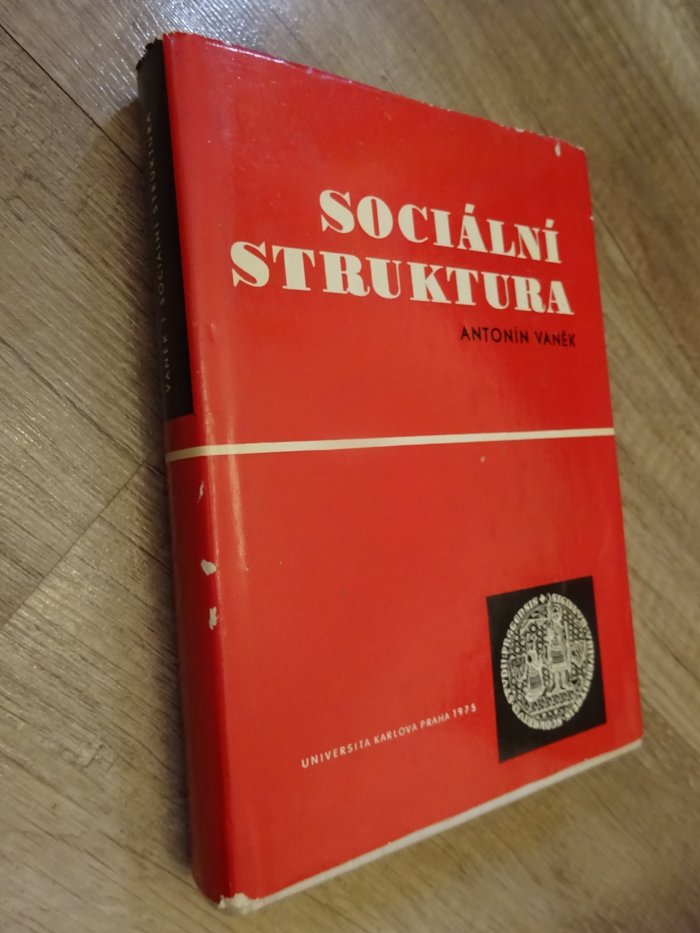 SOCIÁLNÍ
STRUKTURA
ANTONÍN VANĚK
UNIVERSITA KARLOVA PRAHA 1975
VANĚK / SOCIÁLNÍ STRUKTURA